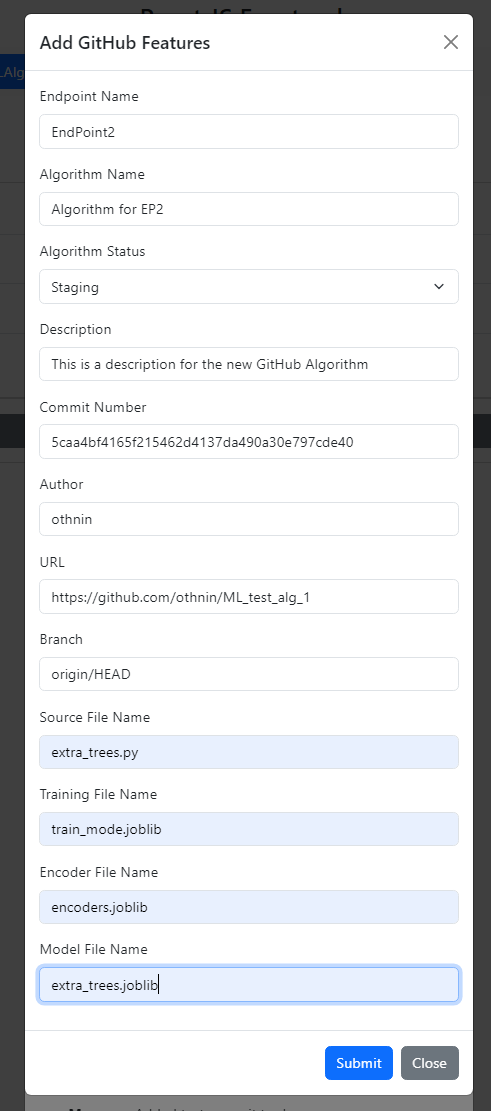 Add GitHub Features
Endpoint Name
EndPoint2
Algorithm Name
Algorithm for EP2
Algorithm Status
Staging
Description
This is a description for the new GitHub Algorithm
Commit Number
5caa4bf4165f215462d4137da490a30e797cde40
Author
othnin
URL
https://github.com/othnin/ML_test_alg_1
Branch
origin/HEAD
Source File Name
extra_trees.py
Training File Name
train_mode.joblib
Encoder File Name
encoders.joblib
Model File Name
extra_trees.joblib
Submit Close